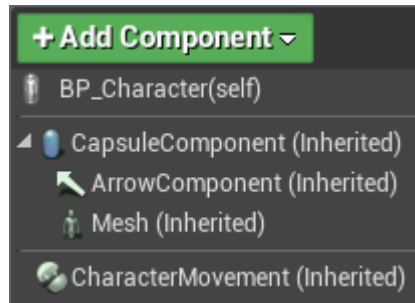 + Add Component
BP_Character(self)
CapsuleComponent (Inherited)
ArrowComponent (Inherited)
Mesh (Inherited)
CharacterMovement (Inherited)